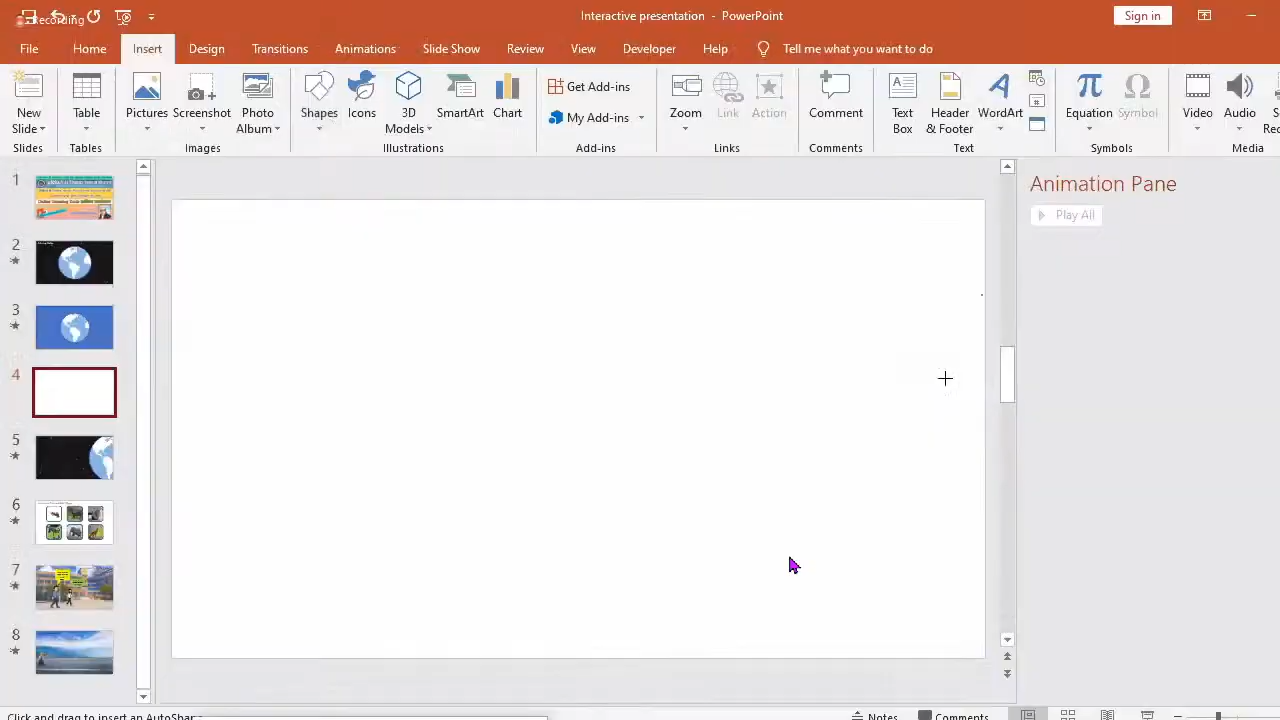 Recording
Interactive presentation - PowerPoint
Sign in
File Home Insert Design Transitions Animations Slide Show Review View Developer Help Tell me what you want to do
New Slide
Table
Pictures
Screenshot
Photo Album
Shapes
Icons
3D Models
SmartArt
Chart
Get Add-ins
My Add-ins
Zoom
Link
Action
Comment
Text Box
Header & Footer
WordArt
Equation
Symbol
Video
Audio
Slides Tables Images Illustrations Add-ins Links Comments Text Symbols Media
1
2
3
4
5
6
7
8
Animation Pane
Play All
Click and drag to insert an AutoShape
Notes
Comments